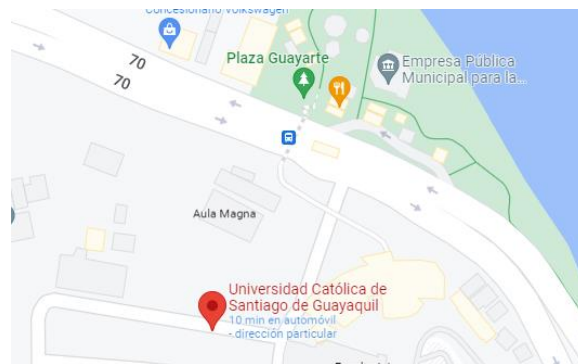 Concesionario Volkswagen
70
70
Plaza Guayarte
Empresa Pública
Municipal para la...
Aula Magna
Universidad Católica de
Santiago de Guayaquil
10 min en automóvil
- dirección particular